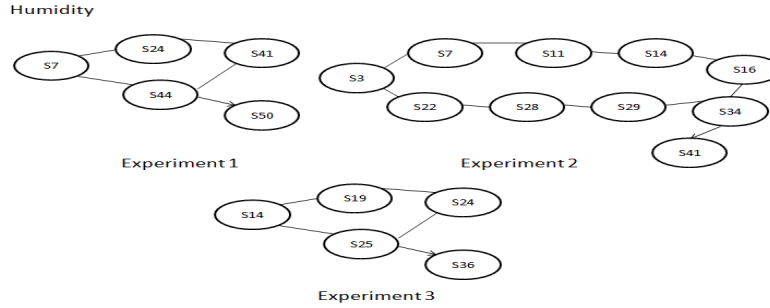 Humidity
S7
S24
S41
S44
S50
Experiment 1
S3
S7
S11
S14
S16
S22
S28
S29
S34
S41
Experiment 2
S14
S19
S24
S25
S36
Experiment 3